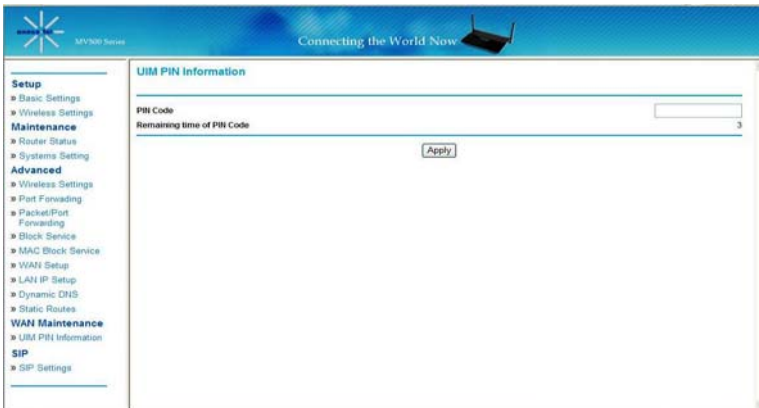 MV500 Series
Connecting the World Now
UIM PIN Information
PIN Code
Remaining time of PIN Code
3
Apply
Setup
» Basic Settings
» Wireless Settings
Maintenance
» Router Status
» Systems Setting
Advanced
» Wireless Settings
» Port Forwading
» Packet/Port
Forwarding
» Block Service
» MAC Block Service
» WAN Setup
» LAN IP Setup
» Dynamic DNS
» Static Routes
WAN Maintenance
» UIM PIN Information
SIP
» SIP Settings